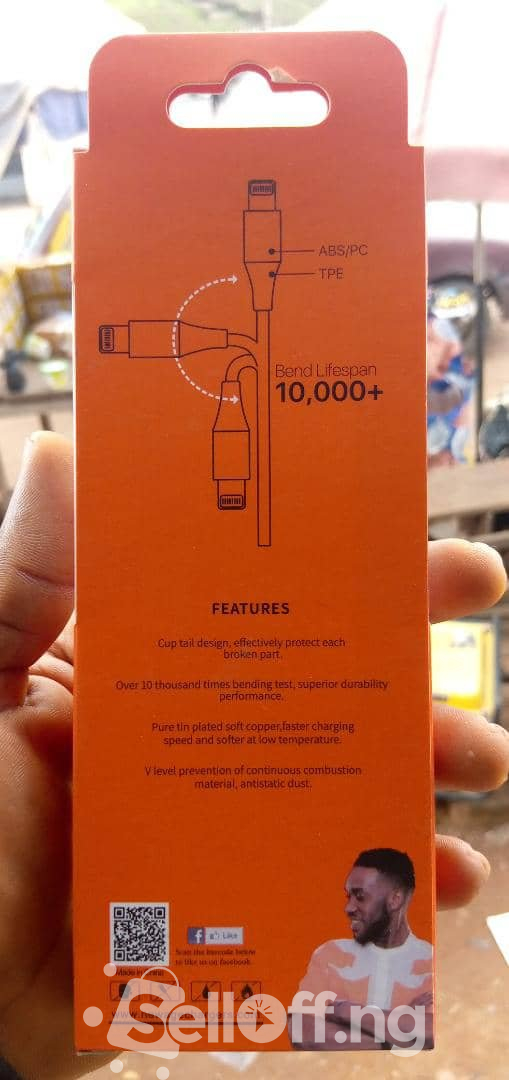 ABS/PC
TPE
Bend Lifespan
10,000+
FEATURES
Cup tail design, effectively protect each
broken part.
Over 10 thousand times bending test, superior durability
performance.
Pure tin plated soft copper,faster charging
speed and softer at low temperature.
V level prevention of continuous combustion
material, antistatic dust.
f Like
Scan the barcode below
to like us on facebook.
Made in China
SellOff.ng